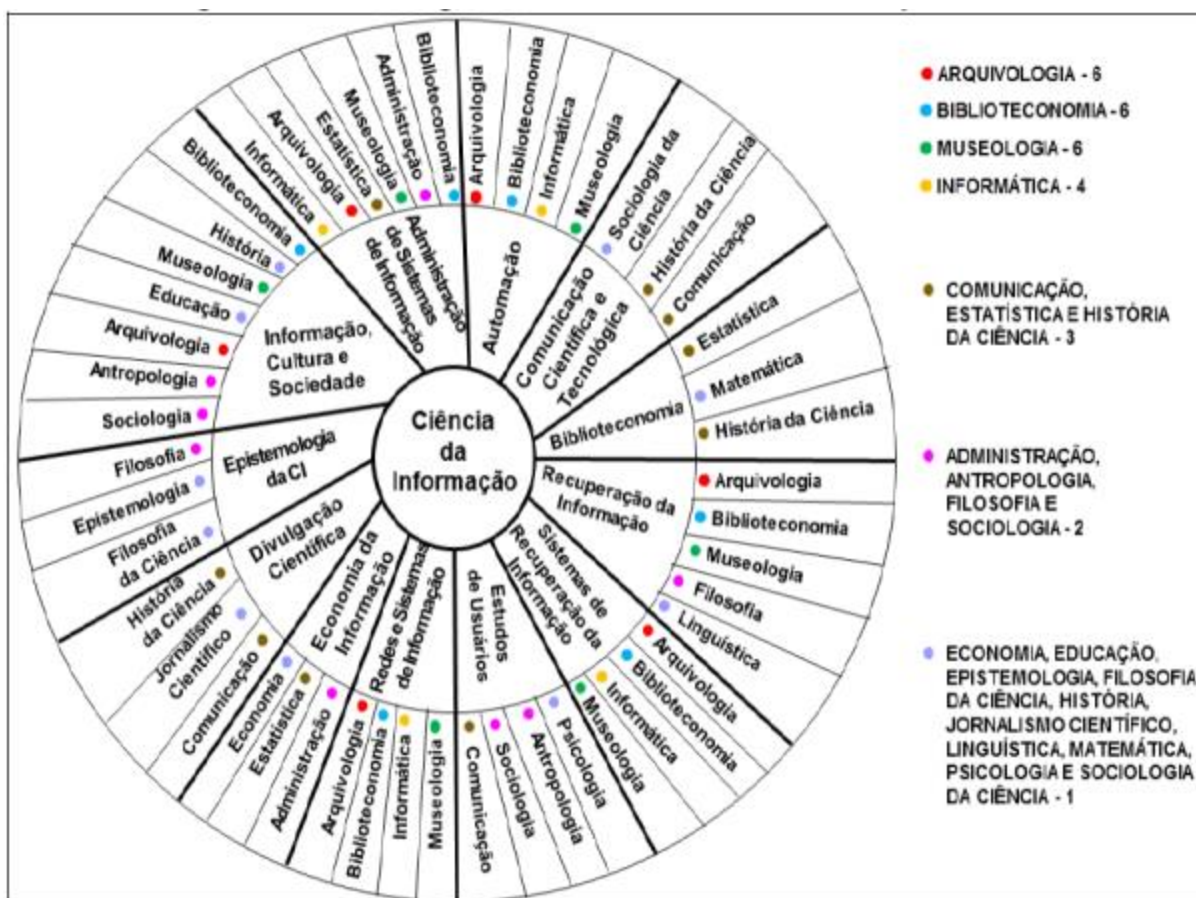 Ciência
da
Informação
Automação
Comunicação
Científica e
Tecnológica
Biblioteconomia
Recuperação da
Informação
Sistemas de
Recuperação da
Informação
Estudos
de Usuários
Redes e Sistemas
de Informação
Economia da
Informação
Divulgação
Científica
Epistemologia
da CI
Informação,
Cultura e
Sociedade
Administração
de Sistemas
de Informação
Arquivologia
Biblioteconomia
Informática
Museologia
Sociologia da
Ciência
História da Ciência
Comunicação
Estatística
Matemática
História da Ciência
Arquivologia
Biblioteconomia
Museologia
Filosofia
Linguística
Arquivologia
Biblioteconomia
Informática
Museologia
Psicologia
Antropologia
Sociologia
Comunicação
Museologia
Informática
Biblioteconomia
Arquivologia
Administração
Estatística
Economia
Comunicação
Jornalismo
Científico
História
da Ciência
Filosofia
da Ciência
Epistemologia
Filosofia
Sociologia
Antropologia
Arquivologia
Educação
Museologia
História
Biblioteconomia
Informática
Arquivologia
Estatística
Museologia
Administração
Biblioteconomia
ARQUIVOLOGIA - 6
BIBLIOTECONOMIA - 6
MUSEOLOGIA - 6
INFORMÁTICA - 4
COMUNICAÇÃO,
ESTATÍSTICA E HISTÓRIA
DA CIÊNCIA - 3
ADMINISTRAÇÃO,
ANTROPOLOGIA,
FILOSOFIA E
SOCIOLOGIA - 2
ECONOMIA, EDUCAÇÃO,
EPISTEMOLOGIA, FILOSOFIA
DA CIÊNCIA, HISTÓRIA,
JORNALISMO CIENTÍFICO,
LINGUÍSTICA, MATEMÁTICA,
PSICOLOGIA E SOCIOLOGIA
DA CIÊNCIA - 1